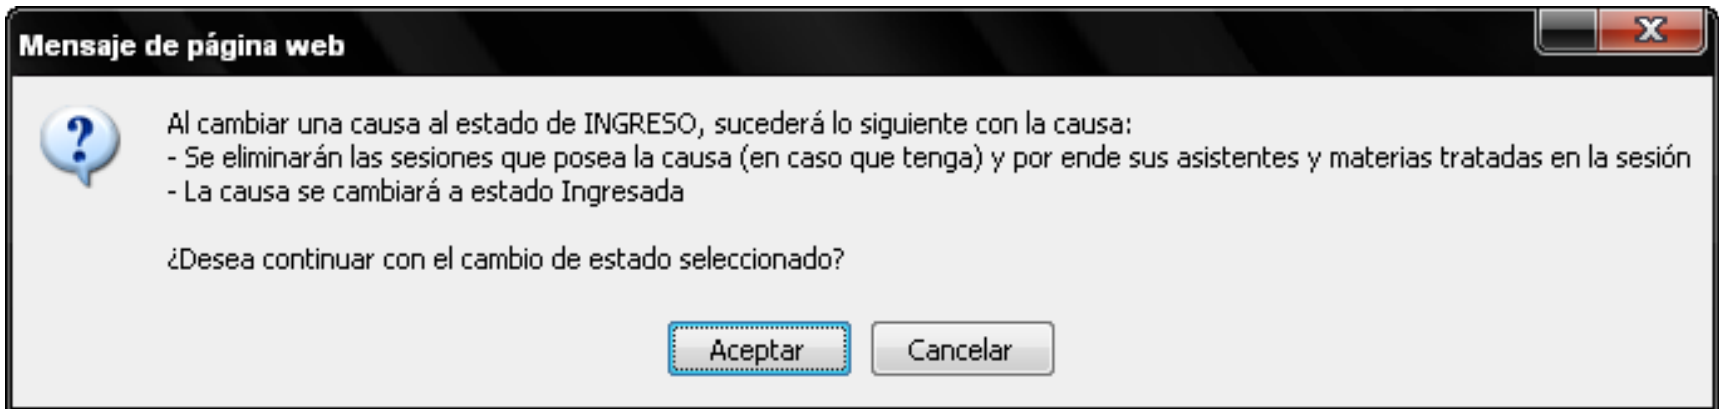 Mensaje de página web
Al cambiar una causa al estado de INGRESO, sucederá lo siguiente con la causa:
- Se eliminarán las sesiones que posea la causa (en caso que tenga) y por ende sus asistentes y materias tratadas en la sesión
- La causa se cambiará a estado Ingresada
¿Desea continuar con el cambio de estado seleccionado?
Aceptar
Cancelar